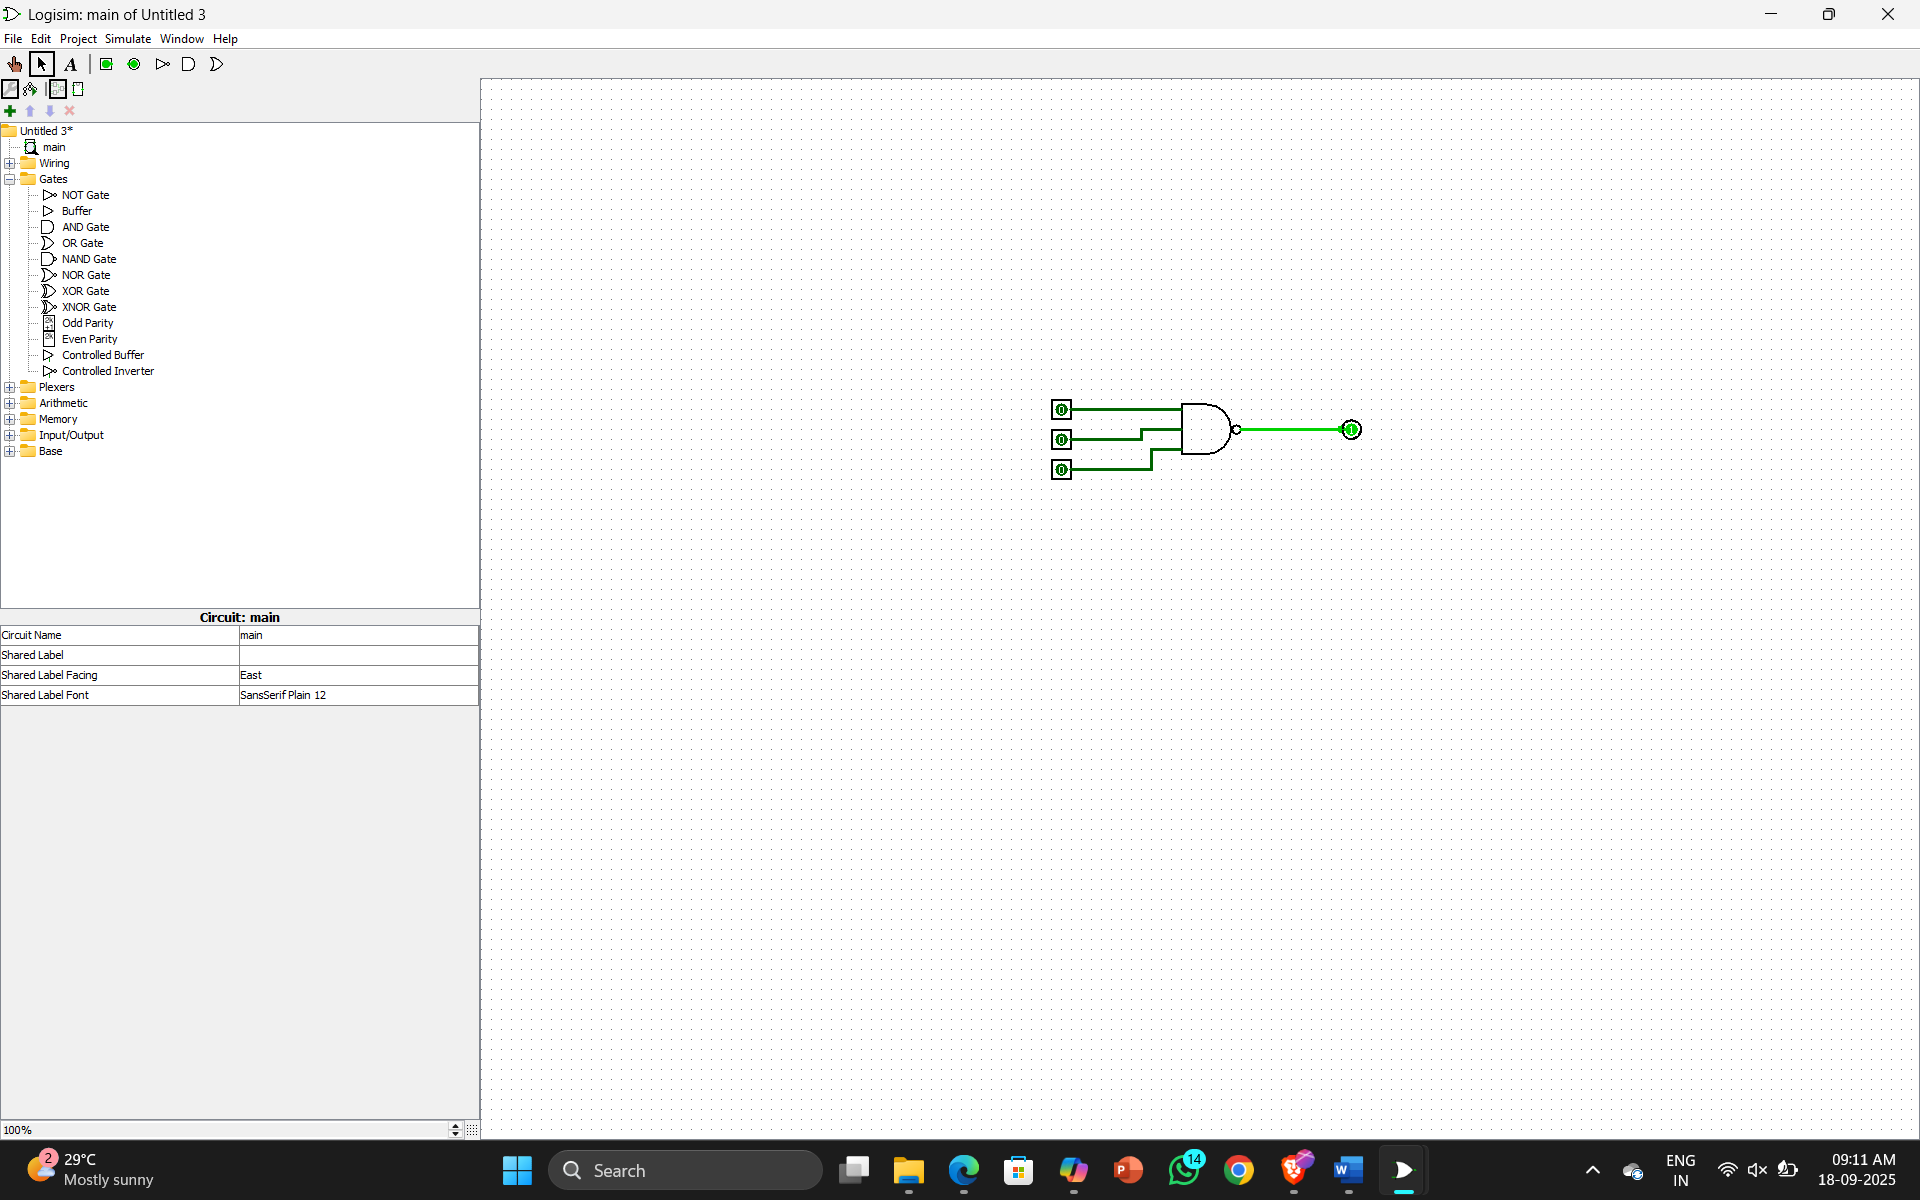 Logisim: main of Untitled 3
File Edit Project Simulate Window Help
A
Untitled 3*
main
Wiring
Gates
NOT Gate
Buffer
AND Gate
OR Gate
NAND Gate
NOR Gate
XOR Gate
XNOR Gate
2k
+1
Odd Parity
2k
Even Parity
Controlled Buffer
Controlled Inverter
Plexers
Arithmetic
Memory
Input/Output
Base
0
0
1
0
Circuit: main
Circuit Name main
Shared Label
Shared Label Facing East
Shared Label Font SansSerif Plain 12
100%
2
29°C
Mostly sunny
Search
P
14
W
ENG
IN
09:11 AM
18-09-2025